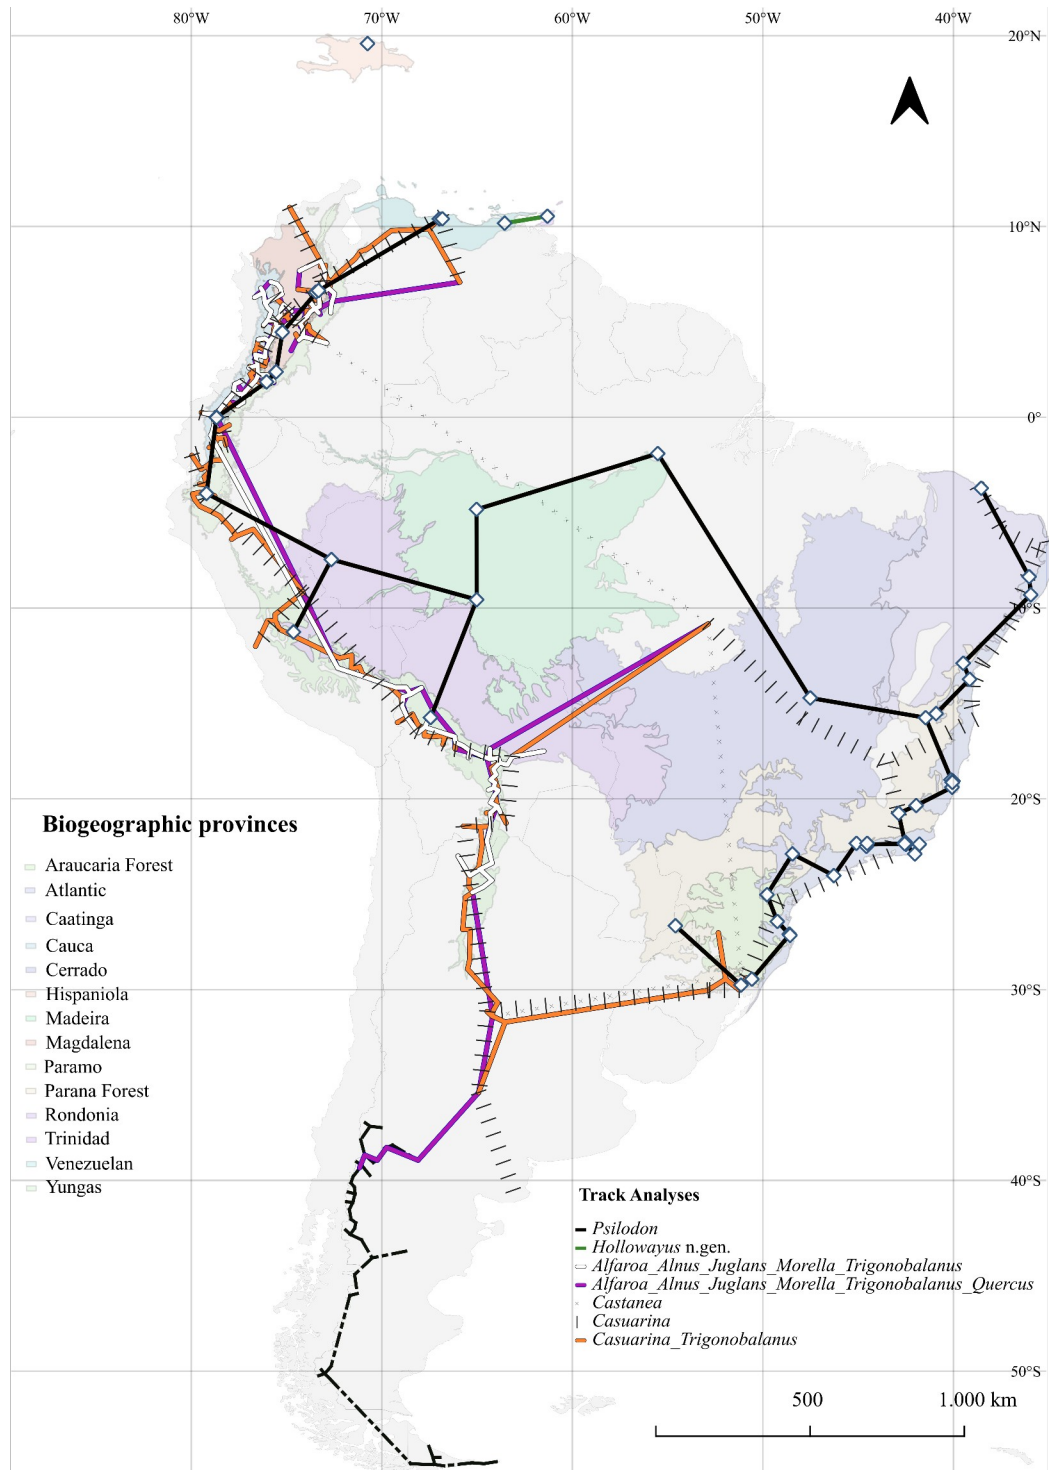 80°W 70°W 60°W 50°W 40°W
20°N
10°N
0°
10°S
20°S
30°S
40°S
50°S
Biogeographic provinces
Araucaria Forest
Atlantic
Caatinga
Cauca
Cerrado
Hispaniola
Madeira
Magdalena
Paramo
Parana Forest
Rondonia
Trinidad
Venezuelan
Yungas
Track Analyses
Psilodon
Hollowayus n.gen.
Alfaroa_Alnus_Juglans_Morella_Trigonobalanus
Alfaroa_Alnus_Juglans_Morella_Trigonobalanus_Quercus
Castanea
Casuarina
Casuarina_Trigonobalanus
500 1.000 km